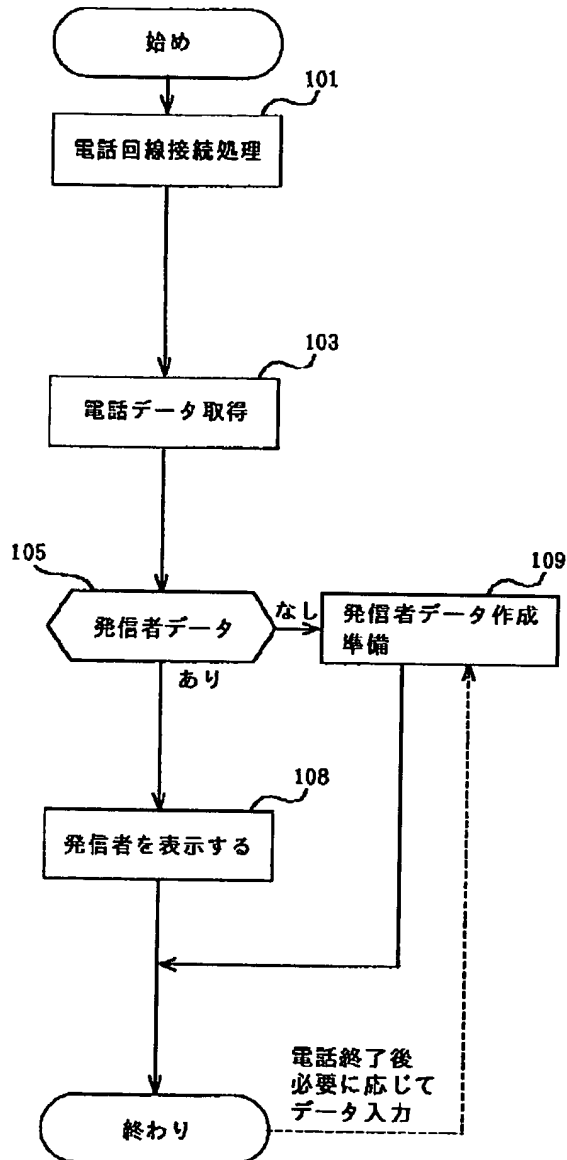 始め
101
電話回線接続処理
103
電話データ取得
105
発信者データ
なし
109
発信者データ作成
準備
あり
108
発信者を表示する
電話終了後
必要に応じて
データ入力
終わり